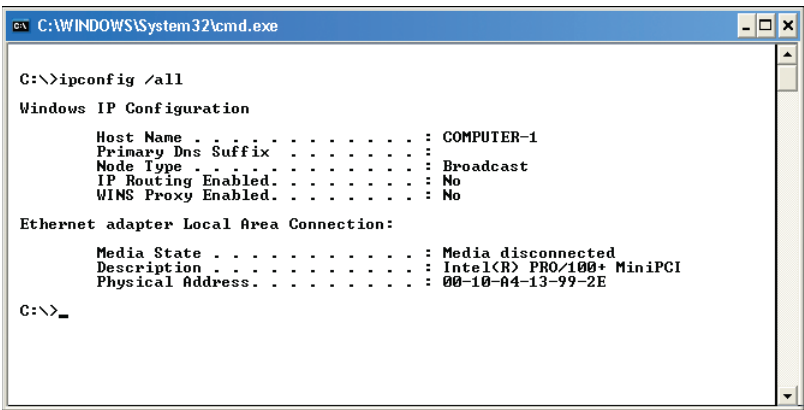 C:\WINDOWS\System32\cmd.exe
C:\>ipconfig /all
Windows IP Configuration
Host Name . . . . . . . . . . . . : COMPUTER-1
Primary Dns Suffix . . . . . . . :
Node Type . . . . . . . . . . . . : Broadcast
IP Routing Enabled. . . . . . . . : No
WINS Proxy Enabled. . . . . . . . : No
Ethernet adapter Local Area Connection:
Media State . . . . . . . . . . . : Media disconnected
Description . . . . . . . . . . . : Intel(R) PRO/100+ MiniPCI
Physical Address. . . . . . . . . : 00-10-A4-13-99-2E
C:\>_